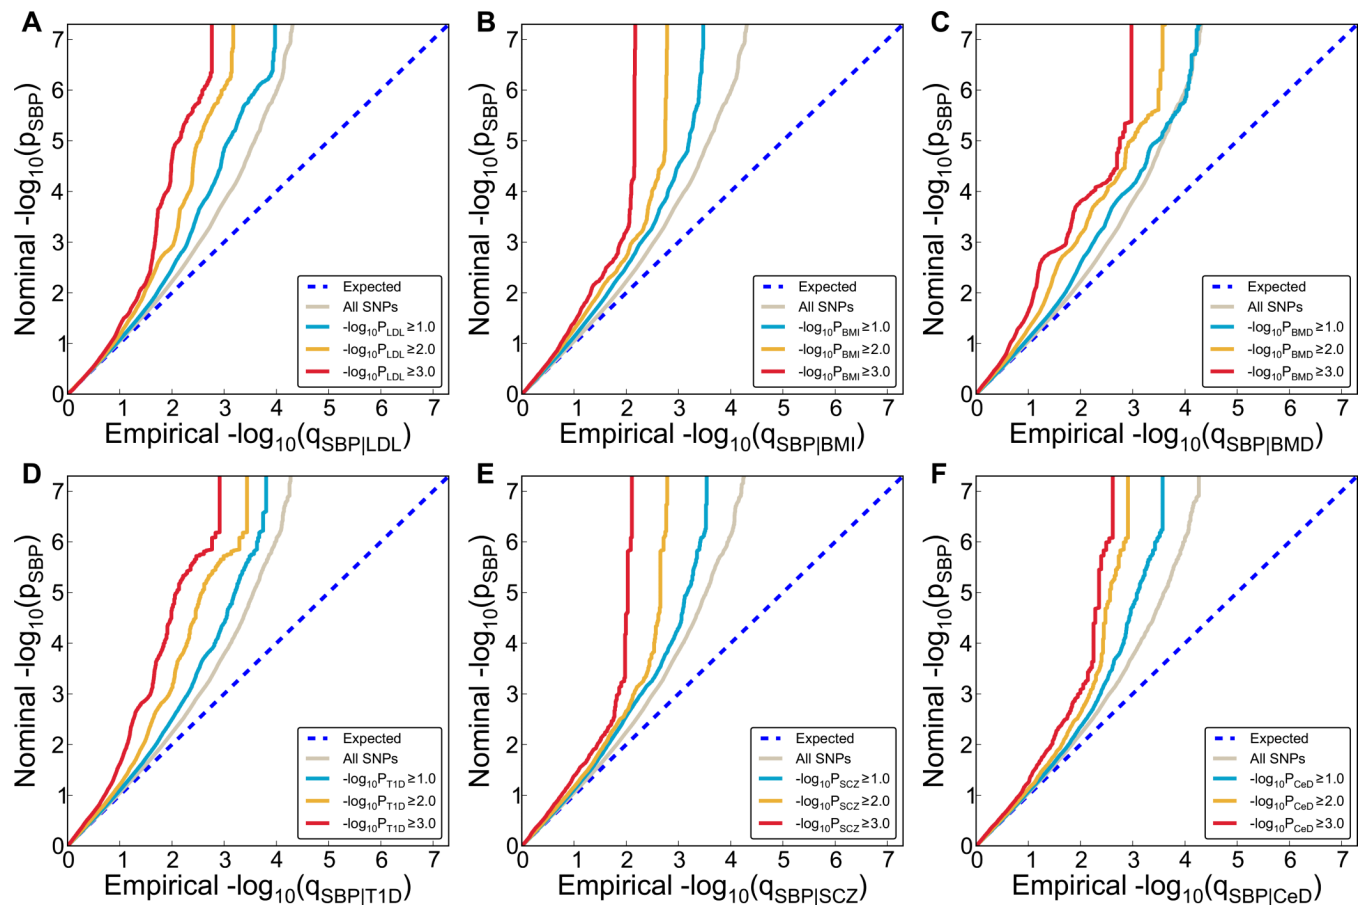 A
Nominal -log10(pSBP)
7
6
5
4
3
2
1
0
Expected
All SNPs
-log10PLDL≥1.0
-log10PLDL≥2.0
-log10PLDL≥3.0
0 1 2 3 4 5 6 7
Empirical -log10(qSBP|LDL)
B
Nominal -log10(pSBP)
7
6
5
4
3
2
1
0
Expected
All SNPs
-log10PBMI≥1.0
-log10PBMI≥2.0
-log10PBMI≥3.0
0 1 2 3 4 5 6 7
Empirical -log10(qSBP|BMI)
C
Nominal -log10(pSBP)
7
6
5
4
3
2
1
0
Expected
All SNPs
-log10PBMD≥1.0
-log10PBMD≥2.0
-log10PBMD≥3.0
0 1 2 3 4 5 6 7
Empirical -log10(qSBP|BMD)
D
Nominal -log10(pSBP)
7
6
5
4
3
2
1
0
Expected
All SNPs
-log10PT1D≥1.0
-log10PT1D≥2.0
-log10PT1D≥3.0
0 1 2 3 4 5 6 7
Empirical -log10(qSBP|T1D)
E
Nominal -log10(pSBP)
7
6
5
4
3
2
1
0
Expected
All SNPs
-log10PSCZ≥1.0
-log10PSCZ≥2.0
-log10PSCZ≥3.0
0 1 2 3 4 5 6 7
Empirical -log10(qSBP|SCZ)
F
Nominal -log10(pSBP)
7
6
5
4
3
2
1
0
Expected
All SNPs
-log10PCeD≥1.0
-log10PCeD≥2.0
-log10PCeD≥3.0
0 1 2 3 4 5 6 7
Empirical -log10(qSBP|CeD)